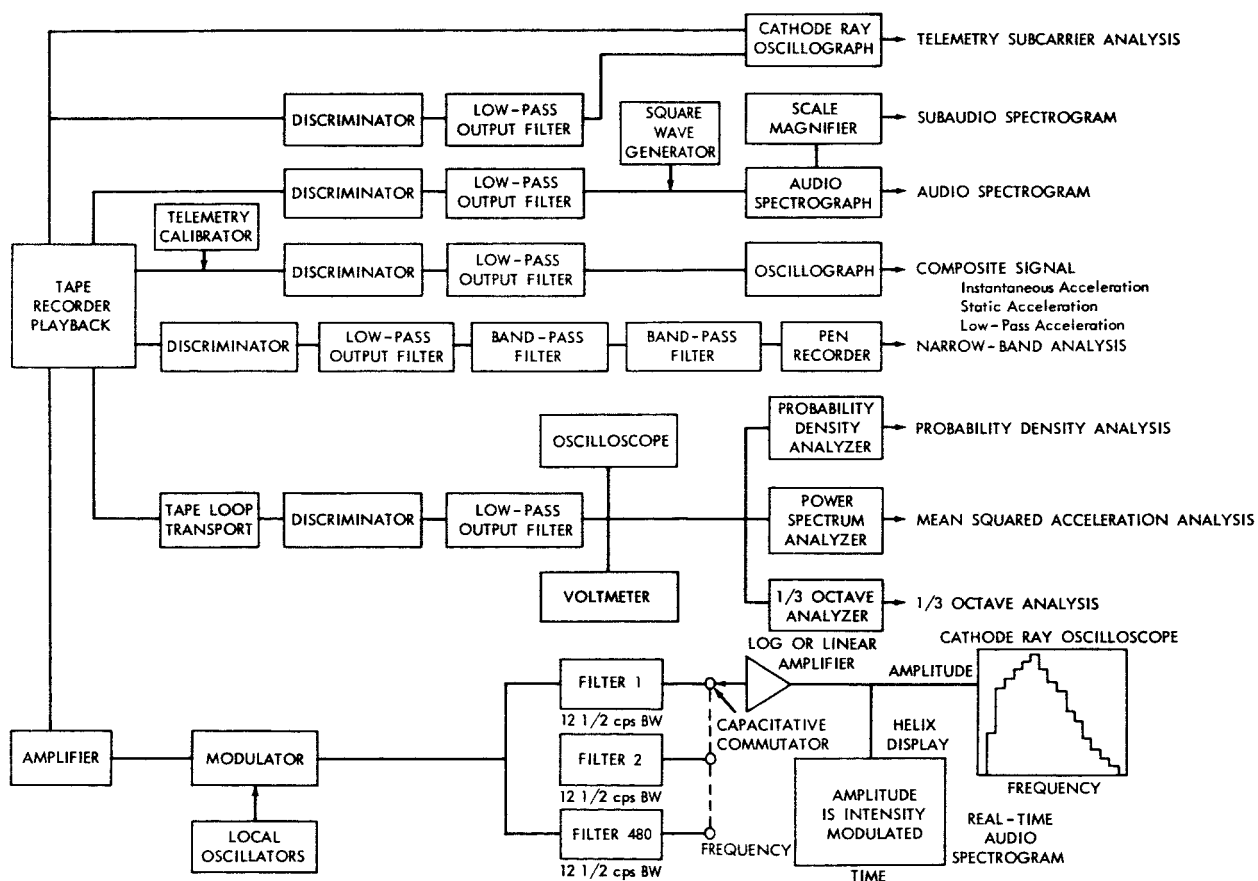 CATHODE RAY
OSCILLOGRAPH
TELEMETRY SUBCARRIER ANALYSIS
DISCRIMINATOR
LOW-PASS
OUTPUT FILTER
SQUARE
WAVE
GENERATOR
SCALE
MAGNIFIER
SUBAUDIO SPECTROGRAM
DISCRIMINATOR
LOW-PASS
OUTPUT FILTER
AUDIO
SPECTROGRAPH
AUDIO SPECTROGRAM
TELEMETRY
CALIBRATOR
TAPE
RECORDER
PLAYBACK
DISCRIMINATOR
LOW-PASS
OUTPUT FILTER
OSCILLOGRAPH
COMPOSITE SIGNAL
Instantaneous Acceleration
Static Acceleration
Low-Pass Acceleration
DISCRIMINATOR
LOW-PASS
OUTPUT FILTER
BAND-PASS
FILTER
BAND-PASS
FILTER
PEN
RECORDER
NARROW-BAND ANALYSIS
OSCILLOSCOPE
PROBABILITY
DENSITY
ANALYZER
PROBABILITY DENSITY ANALYSIS
TAPE LOOP
TRANSPORT
DISCRIMINATOR
LOW-PASS
OUTPUT FILTER
POWER
SPECTRUM
ANALYZER
MEAN SQUARED ACCELERATION ANALYSIS
VOLTMETER
1/3 OCTAVE
ANALYZER
1/3 OCTAVE ANALYSIS
LOG OR LINEAR
AMPLIFIER
CATHODE RAY OSCILLOSCOPE
AMPLITUDE
FILTER 1
12 1/2 cps BW
CAPACITATIVE
COMMUTATOR
HELIX
DISPLAY
AMPLIFIER
MODULATOR
FILTER 2
12 1/2 cps BW
FREQUENCY
AMPLITUDE
IS INTENSITY
MODULATED
LOCAL
OSCILLATORS
FILTER 480
12 1/2 cps BW
FREQUENCY
REAL-TIME
AUDIO
SPECTROGRAM
TIME